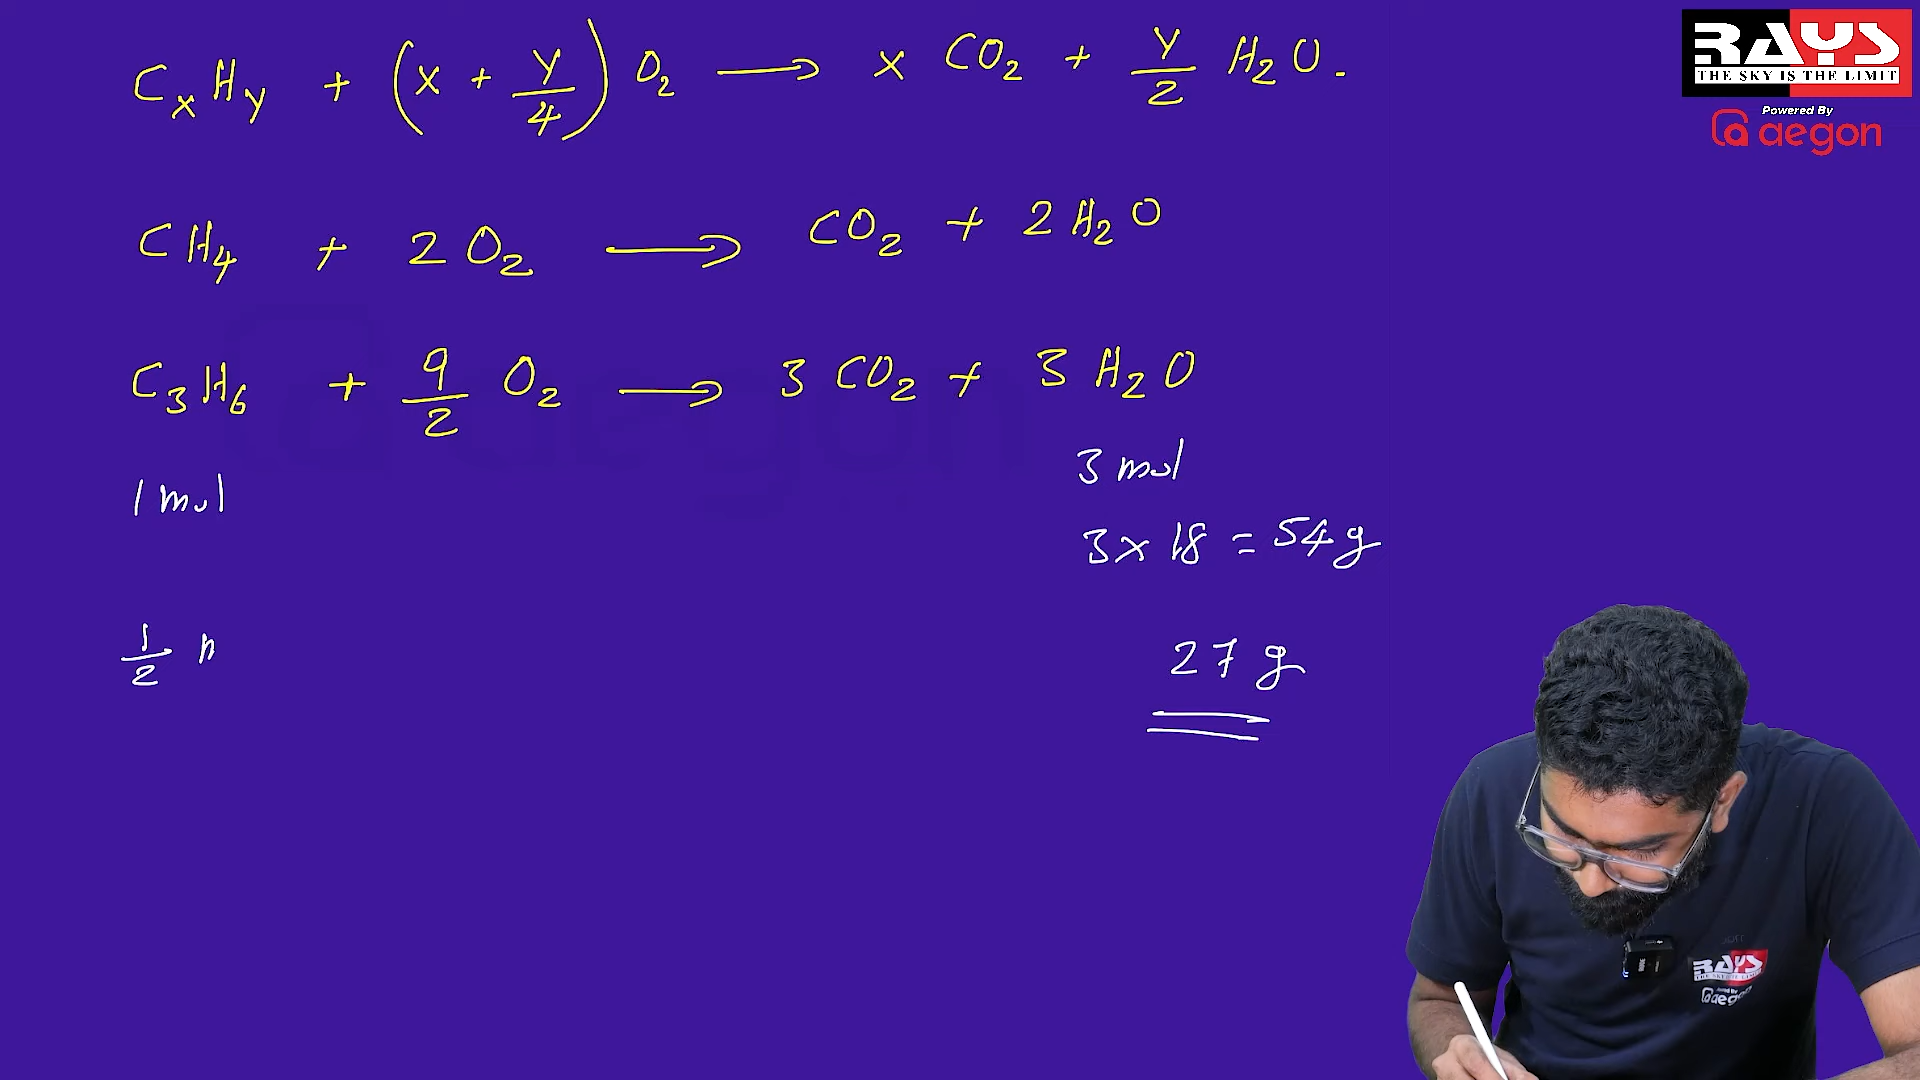 RAYS
THE SKY IS THE LIMIT
Powered By
aegon
CxHy + (x + y/4) O2 ⟶ x CO2 + y/2 H2O.
CH4 + 2 O2 ⟶ CO2 + 2 H2O
C3H6 + 9/2 O2 ⟶ 3 CO2 + 3 H2O
1 mol 3 mol
3 × 18 = 54 g
1/2 27 g
RAYS
aegon